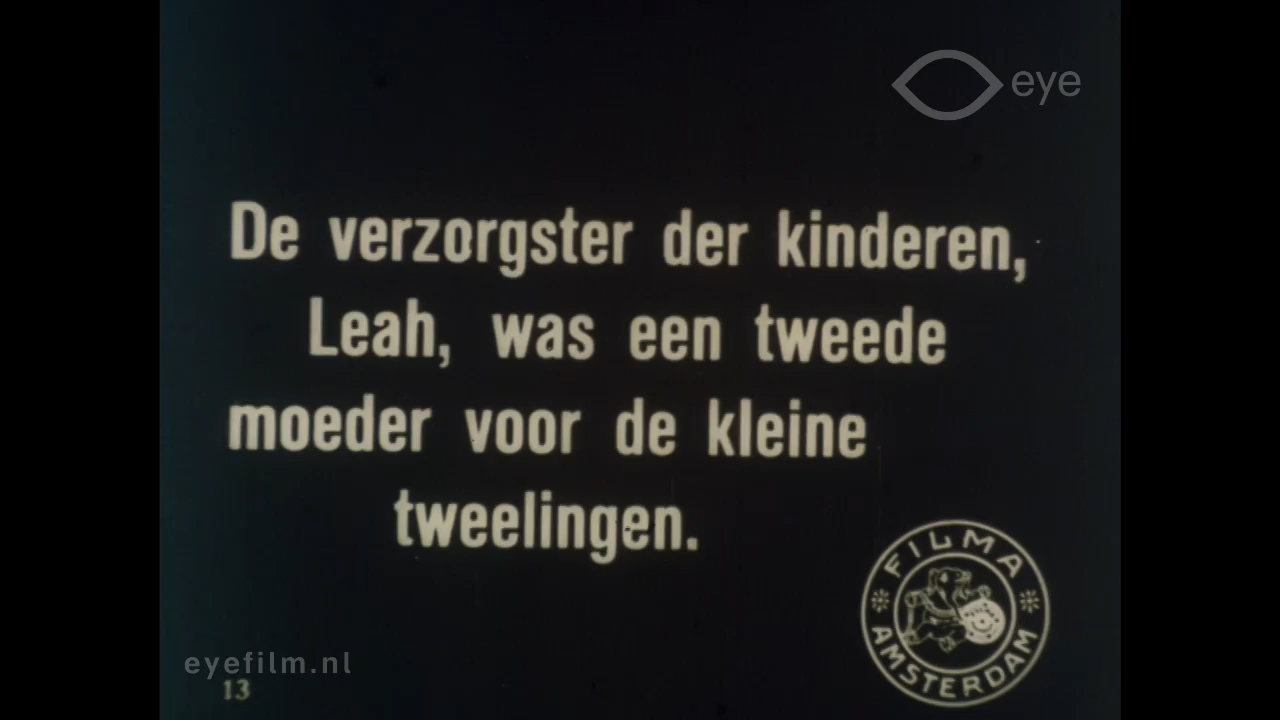 eye
De verzorgster der kinderen,
Leah, was een tweede
moeder voor de kleine
tweelingen.
FILMA
AMSTERDAM
eyefilm.nl
13